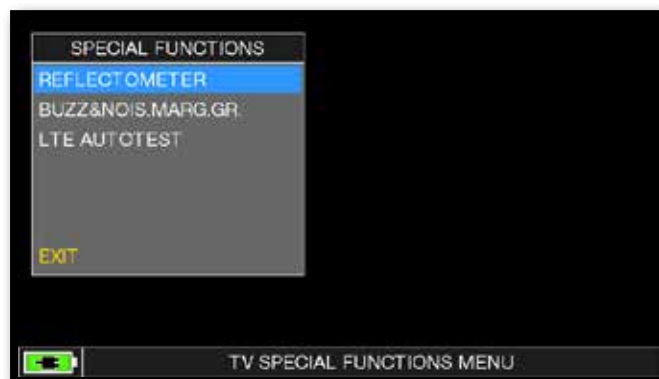 SPECIAL FUNCTIONS
REFLECTOMETER
BUZZ&NOIS.MARG.GR.
LTE AUTOTEST
EXIT
TV SPECIAL FUNCTIONS MENU